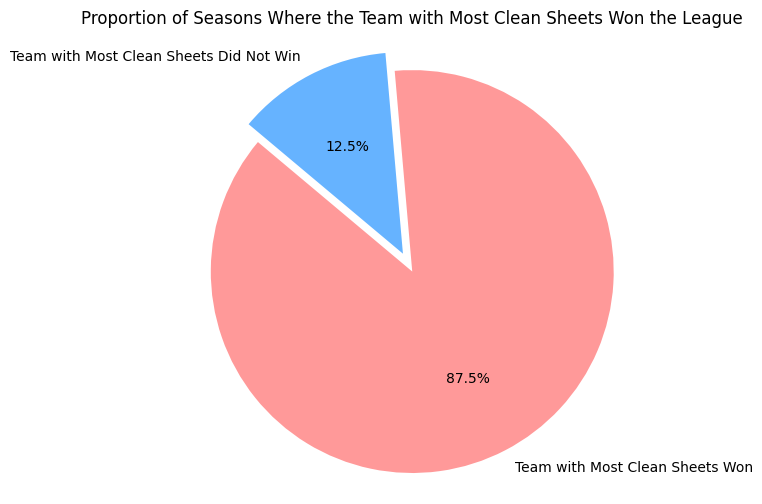 Proportion of Seasons Where the Team with Most Clean Sheets Won the League
Team with Most Clean Sheets Did Not Win
12.5%
87.5%
Team with Most Clean Sheets Won